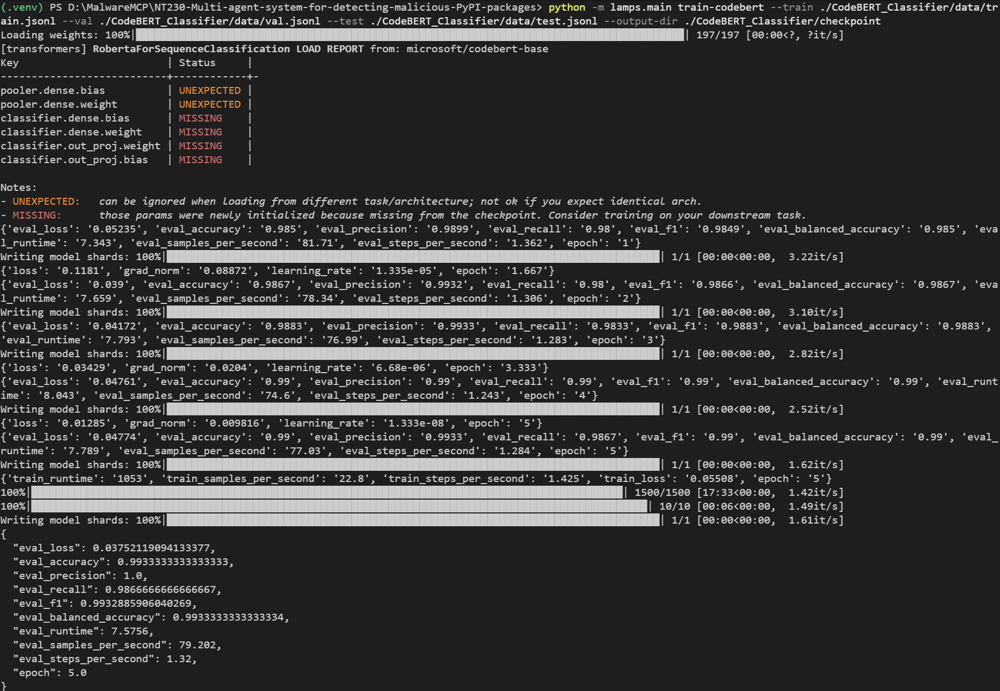 (.venv) PS D:\MalwareMCP\NT230-Multi-agent-system-for-detecting-malicious-PyPI-packages> python -m lamps.main train-codebert --train ./CodeBERT_Classifier/data/tr
ain.jsonl --val ./CodeBERT_Classifier/data/val.jsonl --test ./CodeBERT_Classifier/data/test.jsonl --output-dir ./CodeBERT_Classifier/checkpoint
Loading weights: 100%| | 197/197 [00:00<?, ?it/s]
[transformers] RobertaForSequenceClassification LOAD REPORT from: microsoft/codebert-base
Key                        | Status     |
---------------------------+------------+-
pooler.dense.bias          | UNEXPECTED |
pooler.dense.weight        | UNEXPECTED |
classifier.dense.bias      | MISSING    |
classifier.dense.weight    | MISSING    |
classifier.out_proj.weight | MISSING    |
classifier.out_proj.bias   | MISSING    |
Notes:
- UNEXPECTED:   can be ignored when loading from different task/architecture; not ok if you expect identical arch.
- MISSING:      those params were newly initialized because missing from the checkpoint. Consider training on your downstream task.
{'eval_loss': '0.05235', 'eval_accuracy': '0.985', 'eval_precision': '0.9899', 'eval_recall': '0.98', 'eval_f1': '0.9849', 'eval_balanced_accuracy': '0.985', 'eva
l_runtime': '7.343', 'eval_samples_per_second': '81.71', 'eval_steps_per_second': '1.362', 'epoch': '1'}
Writing model shards: 100%| | 1/1 [00:00<00:00,  3.22it/s]
{'loss': '0.1181', 'grad_norm': '0.08872', 'learning_rate': '1.335e-05', 'epoch': '1.667'}
{'eval_loss': '0.039', 'eval_accuracy': '0.9867', 'eval_precision': '0.9932', 'eval_recall': '0.98', 'eval_f1': '0.9866', 'eval_balanced_accuracy': '0.9867', 'eva
l_runtime': '7.659', 'eval_samples_per_second': '78.34', 'eval_steps_per_second': '1.306', 'epoch': '2'}
Writing model shards: 100%| | 1/1 [00:00<00:00,  3.10it/s]
{'eval_loss': '0.04172', 'eval_accuracy': '0.9883', 'eval_precision': '0.9933', 'eval_recall': '0.9833', 'eval_f1': '0.9883', 'eval_balanced_accuracy': '0.9883',
'eval_runtime': '7.793', 'eval_samples_per_second': '76.99', 'eval_steps_per_second': '1.283', 'epoch': '3'}
Writing model shards: 100%| | 1/1 [00:00<00:00,  2.82it/s]
{'loss': '0.03429', 'grad_norm': '0.0204', 'learning_rate': '6.68e-06', 'epoch': '3.333'}
{'eval_loss': '0.04761', 'eval_accuracy': '0.99', 'eval_precision': '0.99', 'eval_recall': '0.99', 'eval_f1': '0.99', 'eval_balanced_accuracy': '0.99', 'eval_runt
ime': '8.043', 'eval_samples_per_second': '74.6', 'eval_steps_per_second': '1.243', 'epoch': '4'}
Writing model shards: 100%| | 1/1 [00:00<00:00,  2.52it/s]
{'loss': '0.01285', 'grad_norm': '0.009816', 'learning_rate': '1.333e-08', 'epoch': '5'}
{'eval_loss': '0.04774', 'eval_accuracy': '0.99', 'eval_precision': '0.9933', 'eval_recall': '0.9867', 'eval_f1': '0.99', 'eval_balanced_accuracy': '0.99', 'eval_
runtime': '7.789', 'eval_samples_per_second': '77.03', 'eval_steps_per_second': '1.284', 'epoch': '5'}
Writing model shards: 100%| | 1/1 [00:00<00:00,  1.62it/s]
{'train_runtime': '1053', 'train_samples_per_second': '22.8', 'train_steps_per_second': '1.425', 'train_loss': '0.05508', 'epoch': '5'}
100%| | 1500/1500 [17:33<00:00,  1.42it/s]
100%| | 10/10 [00:06<00:00,  1.49it/s]
Writing model shards: 100%| | 1/1 [00:00<00:00,  1.61it/s]
{
  "eval_loss": 0.03752119094133377,
  "eval_accuracy": 0.9933333333333333,
  "eval_precision": 1.0,
  "eval_recall": 0.9866666666666667,
  "eval_f1": 0.9932885906040269,
  "eval_balanced_accuracy": 0.9933333333333334,
  "eval_runtime": 7.5756,
  "eval_samples_per_second": 79.202,
  "eval_steps_per_second": 1.32,
  "epoch": 5.0
}